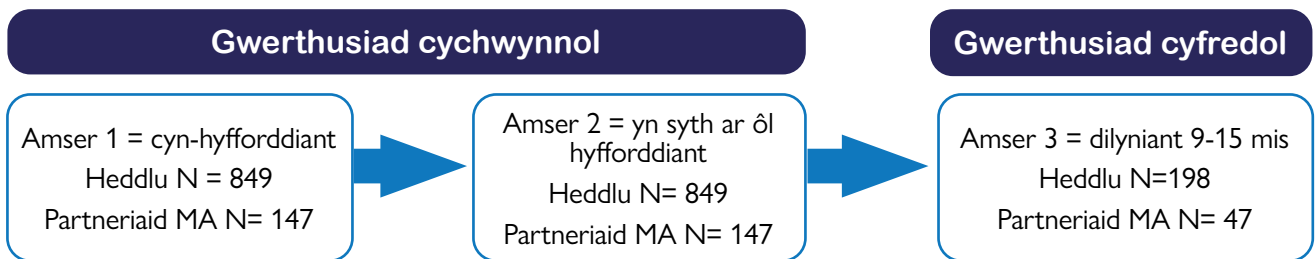 Gwerthusiad cychwynnol
Gwerthusiad cyfredol
Amser 1 = cyn-hyfforddiant
Heddlu N = 849
Partneriaid MA N= 147
Amser 2 = yn syth ar ôl
hyfforddiant
Heddlu N= 849
Partneriaid MA N= 147
Amser 3 = dilyniant 9-15 mis
Heddlu N=198
Partneriaid MA N= 47